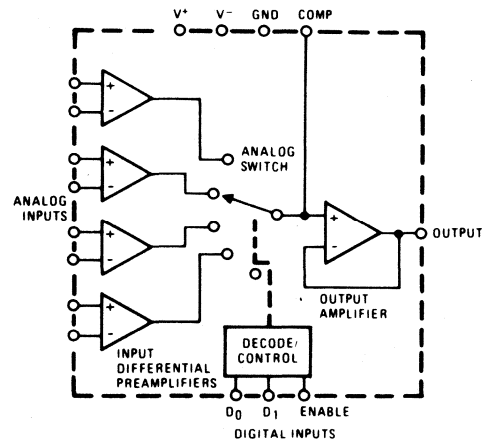 V+ V- GND COMP
+
-
ANALOG
SWITCH
+
-
ANALOG
INPUTS
+
-
+
-
OUTPUT
OUTPUT
AMPLIFIER
+
-
INPUT
DIFFERENTIAL
PREAMPLIFIERS
DECODE/
CONTROL
D0 D1 ENABLE
DIGITAL INPUTS